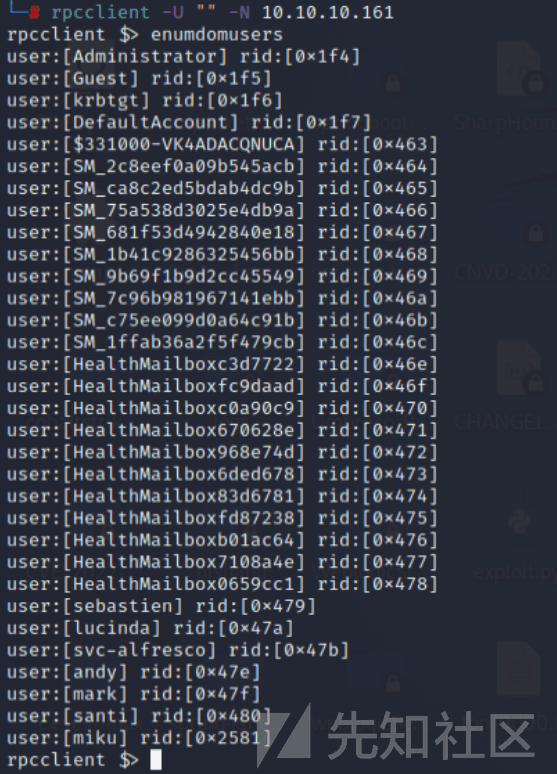 └─# rpcclient -U "" -N 10.10.10.161
rpcclient $> enumdomusers
user:[Administrator] rid:[0×1f4]
user:[Guest] rid:[0×1f5]
user:[krbtgt] rid:[0×1f6]
user:[DefaultAccount] rid:[0×1f7]
user:[$331000-VK4ADACQNUCA] rid:[0×463]
user:[SM_2c8eef0a09b545acb] rid:[0×464]
user:[SM_ca8c2ed5bdab4dc9b] rid:[0×465]
user:[SM_75a538d3025e4db9a] rid:[0×466]
user:[SM_681f53d4942840e18] rid:[0×467]
user:[SM_1b41c9286325456bb] rid:[0×468]
user:[SM_9b69f1b9d2cc45549] rid:[0×469]
user:[SM_7c96b981967141ebb] rid:[0×46a]
user:[SM_c75ee099d0a64c91b] rid:[0×46b]
user:[SM_1ffab36a2f5f479cb] rid:[0×46c]
user:[HealthMailboxc3d7722] rid:[0×46e]
user:[HealthMailboxfc9daad] rid:[0×46f]
user:[HealthMailboxc0a90c9] rid:[0×470]
user:[HealthMailbox670628e] rid:[0×471]
user:[HealthMailbox968e74d] rid:[0×472]
user:[HealthMailbox6ded678] rid:[0×473]
user:[HealthMailbox83d6781] rid:[0×474]
user:[HealthMailboxfd87238] rid:[0×475]
user:[HealthMailboxb01ac64] rid:[0×476]
user:[HealthMailbox7108a4e] rid:[0×477]
user:[HealthMailbox0659cc1] rid:[0×478]
user:[sebastien] rid:[0×479]
user:[lucinda] rid:[0×47a]
user:[svc-alfresco] rid:[0×47b]
user:[andy] rid:[0×47e]
user:[mark] rid:[0×47f]
user:[santi] rid:[0×480]
user:[miku] rid:[0×2581]
rpcclient $>
先知社区